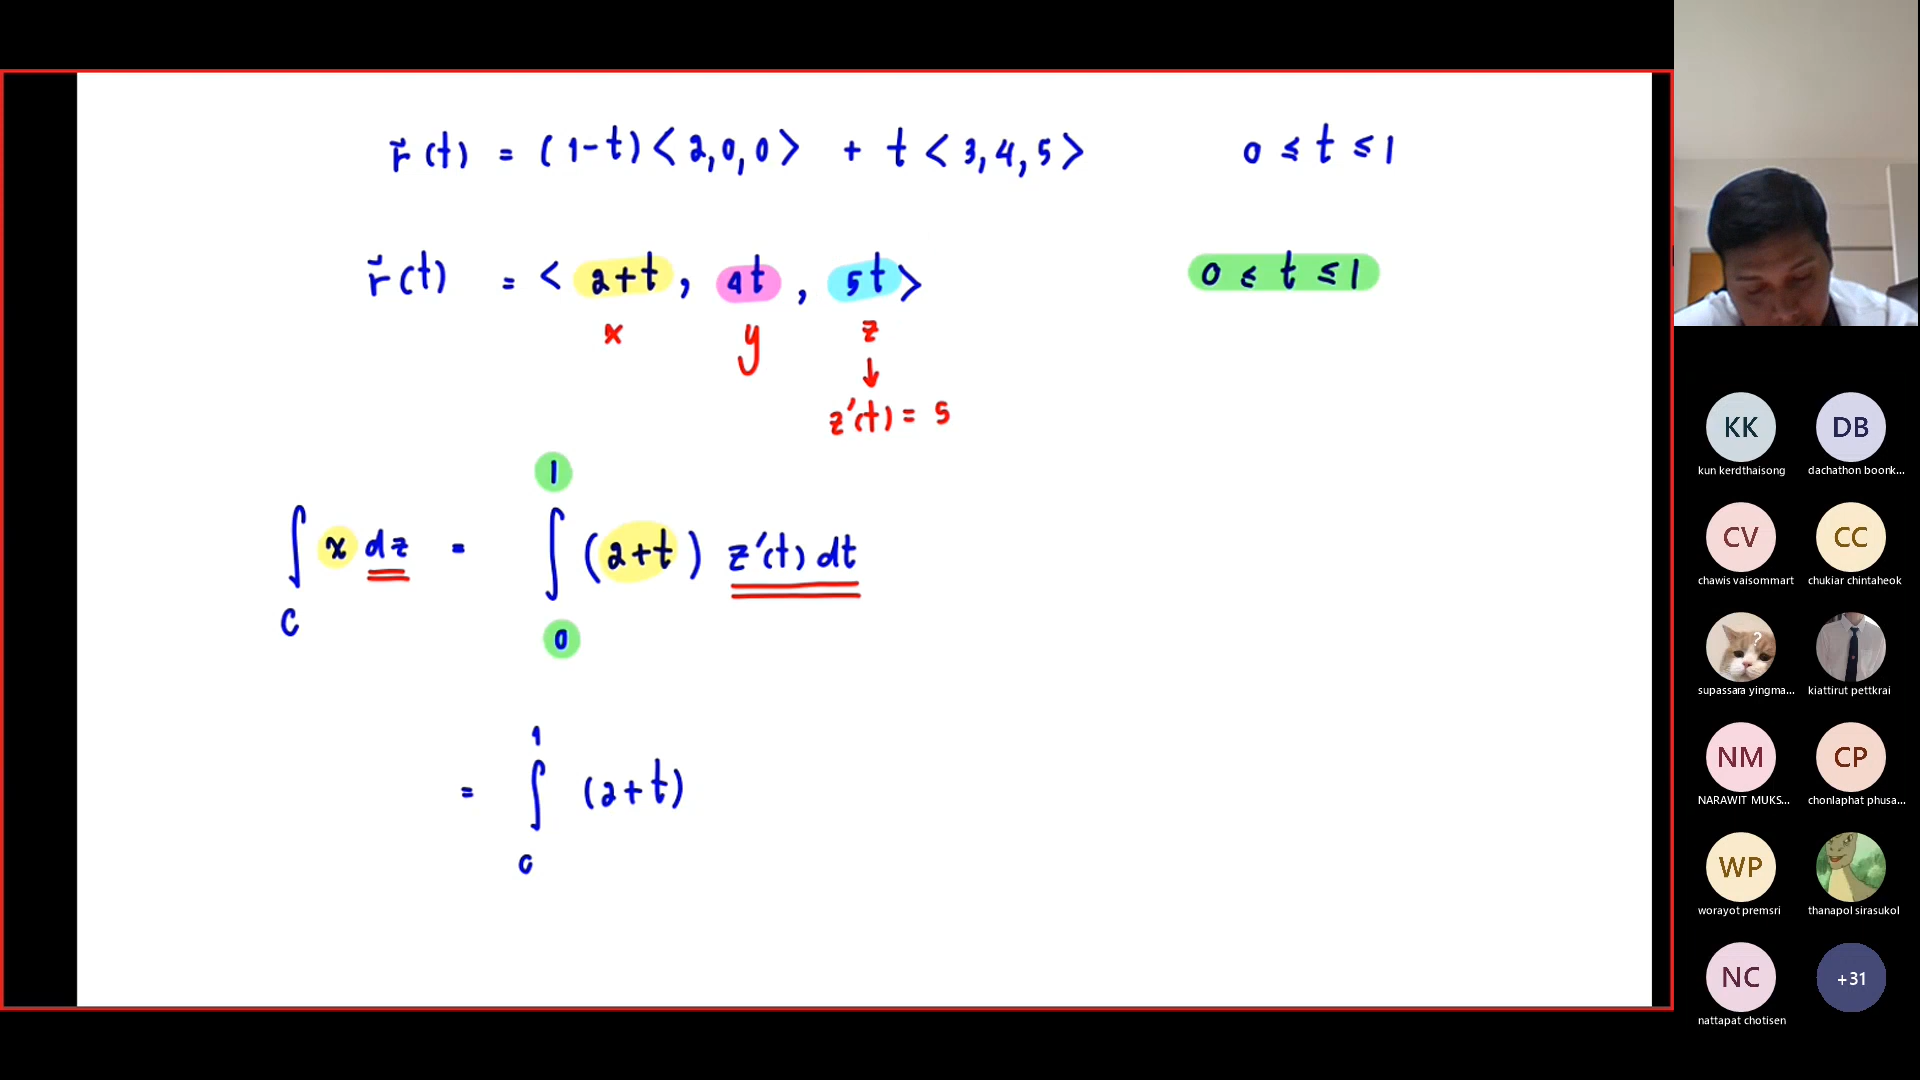 r⃗(t) = (1-t)<2,0,0> + t<3,4,5>   0 ≤ t ≤ 1
r⃗(t) = <2+t, 4t, 5t>   0 ≤ t ≤ 1
x   y   z
↓
z'(t) = 5
1
∫ x dz = ∫ (2+t) z'(t) dt
C   0
1
= ∫ (2+t)
0
KK DB
kun kerdthaisong dachathon boonk...
CV CC
chawis vaisommart chukiar chintaheok
?
supassara yingma... kiattirut pettkrai
NM CP
NARAWIT MUKS... chonlaphat phusa...
WP
worayot premsri thanapol sirasukol
NC +31
nattapat chotisen